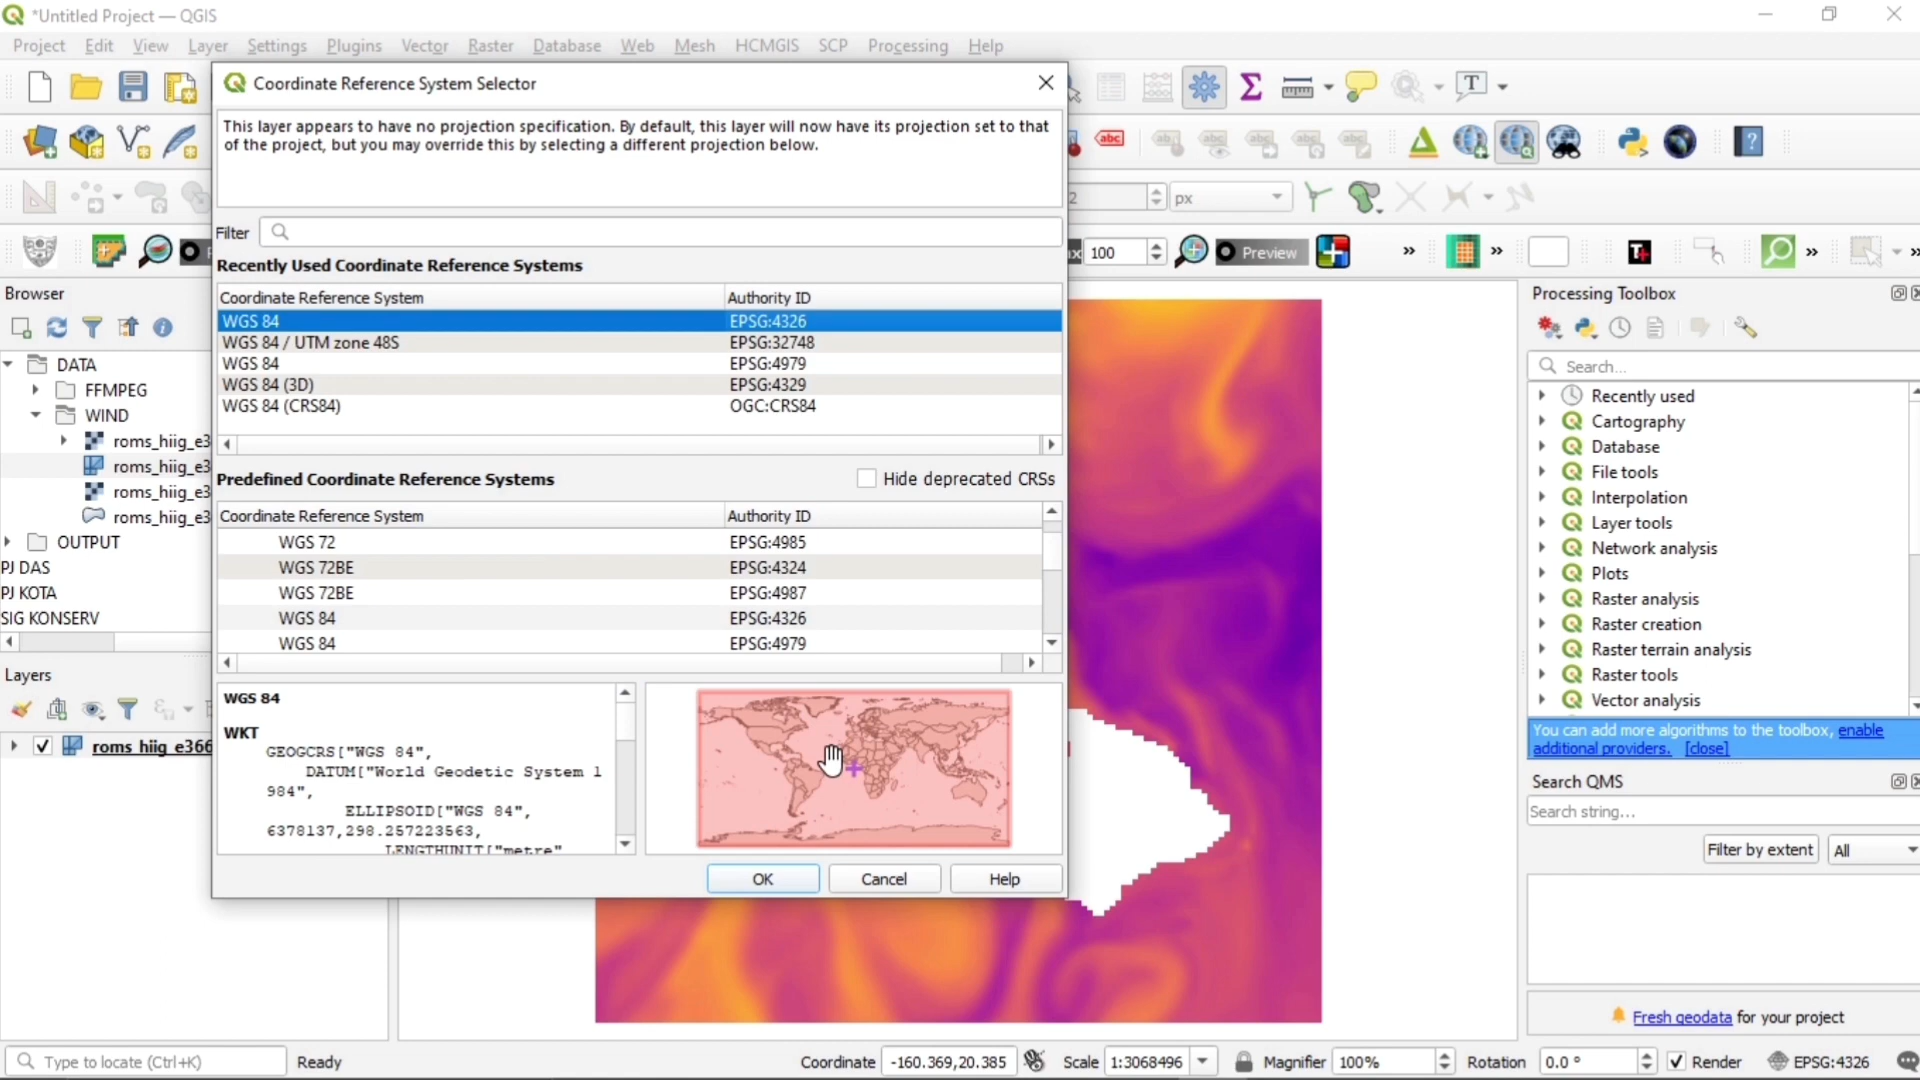 *Untitled Project — QGIS
Project Edit View Layer Settings Plugins Vector Raster Database Web Mesh HCMGIS SCP Processing Help
Coordinate Reference System Selector
This layer appears to have no projection specification. By default, this layer will now have its projection set to that
of the project, but you may override this by selecting a different projection below.
Filter
Recently Used Coordinate Reference Systems
Coordinate Reference System Authority ID
WGS 84 EPSG:4326
WGS 84 / UTM zone 48S EPSG:32748
WGS 84 EPSG:4979
WGS 84 (3D) EPSG:4329
WGS 84 (CRS84) OGC:CRS84
Predefined Coordinate Reference Systems
Hide deprecated CRSs
Coordinate Reference System Authority ID
WGS 72 EPSG:4985
WGS 72BE EPSG:4324
WGS 72BE EPSG:4987
WGS 84 EPSG:4326
WGS 84 EPSG:4979
WGS 84
WKT
GEOGCRS["WGS 84",
DATUM["World Geodetic System 1
984",
ELLIPSOID["WGS 84",
6378137,298.257223563,
LENGTHUNIT["metre"
OK Cancel Help
abc
px
100
Preview
Browser
DATA
FFMPEG
WIND
roms_hiig_e3
roms_hiig_e3
roms_hiig_e3
roms_hiig_e3
OUTPUT
PJ DAS
PJ KOTA
SIG KONSERV
Layers
roms_hiig_e366
Processing Toolbox
Search...
Recently used
Cartography
Database
File tools
Interpolation
Layer tools
Network analysis
Plots
Raster analysis
Raster creation
Raster terrain analysis
Raster tools
Vector analysis
You can add more algorithms to the toolbox, enable
additional providers. [close]
Search QMS
Search string...
Filter by extent All
Fresh geodata for your project
Type to locate (Ctrl+K) Ready Coordinate -160.369,20.385 Scale 1:3068496 Magnifier 100% Rotation 0.0 ° Render EPSG:4326